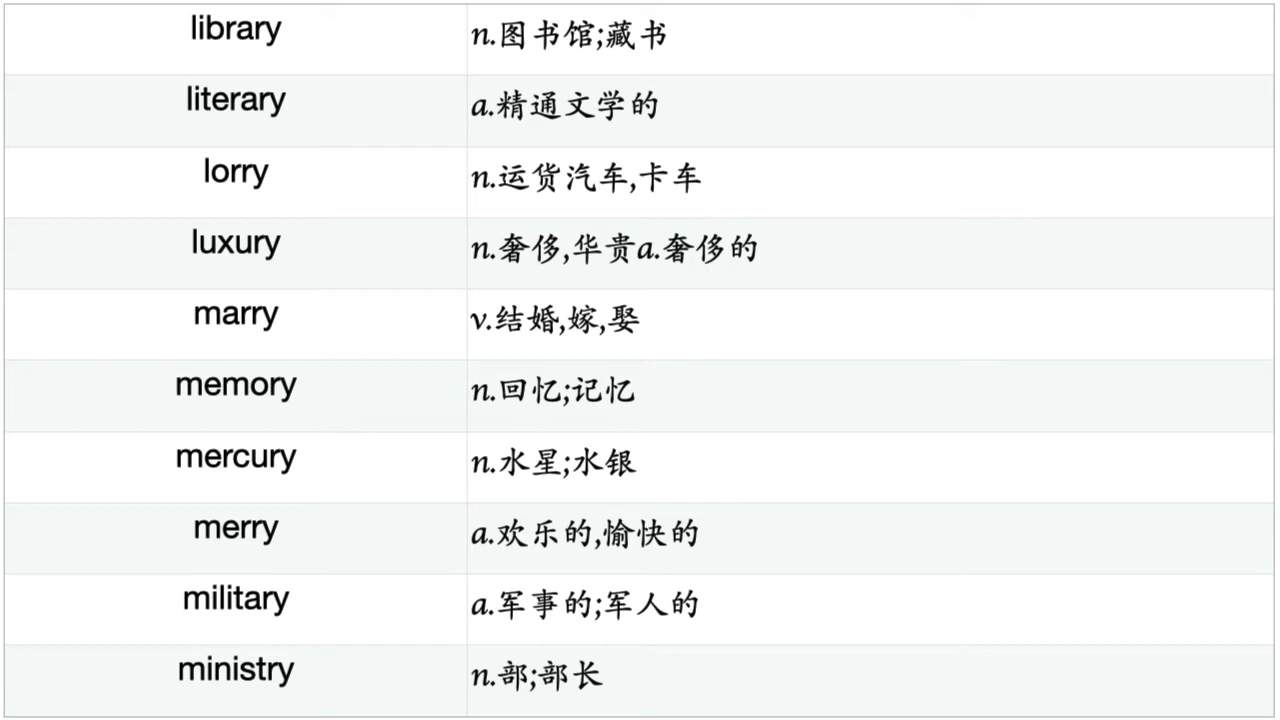 library n.图书馆;藏书
literary a.精通文学的
lorry n.运货汽车,卡车
luxury n.奢侈,华贵a.奢侈的
marry v.结婚,嫁,娶
memory n.回忆;记忆
mercury n.水星;水银
merry a.欢乐的,愉快的
military a.军事的;军人的
ministry n.部;部长